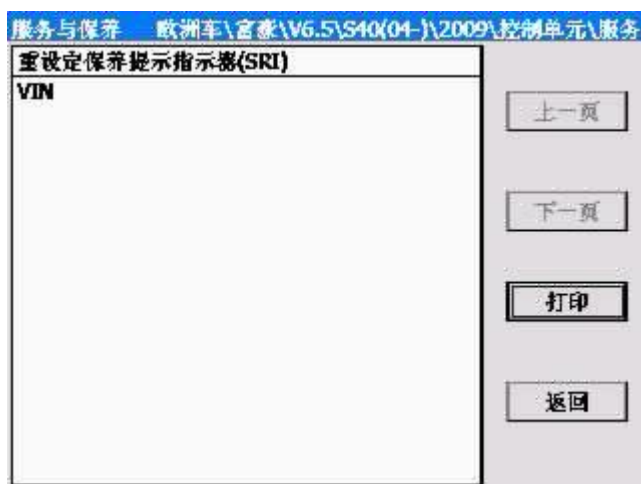 服务与保养 欧洲车\富豪\V6.5\S40(04-)\2009\控制单元\服务
重设定保养提示指示器(SRI)
VIN
上一页
下一页
打印
返回